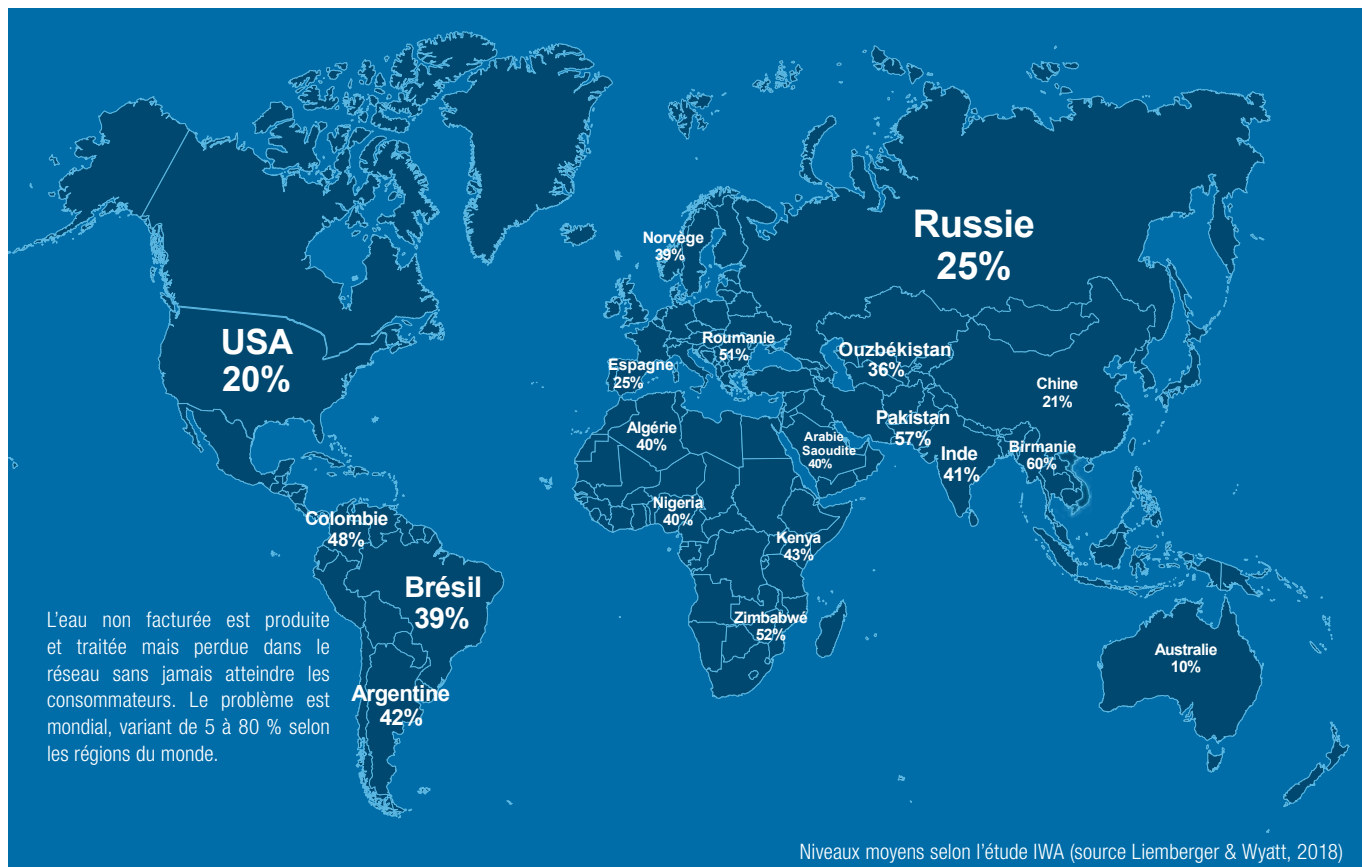 Russie
25%
Norvège
39%
USA
20%
Roumanie
51%
Ouzbékistan
36%
Espagne
25%
Chine
21%
Algérie
40%
Pakistan
57%
Arabie
Saoudite
40%
Inde
41%
Birmanie
60%
Nigeria
40%
Colombie
48%
Kenya
43%
Brésil
39%
Zimbabwé
52%
Australie
10%
Argentine
42%
L'eau non facturée est produite
et traitée mais perdue dans le
réseau sans jamais atteindre les
consommateurs. Le problème est
mondial, variant de 5 à 80 % selon
les régions du monde.
Niveaux moyens selon l'étude IWA (source Liemberger & Wyatt, 2018)